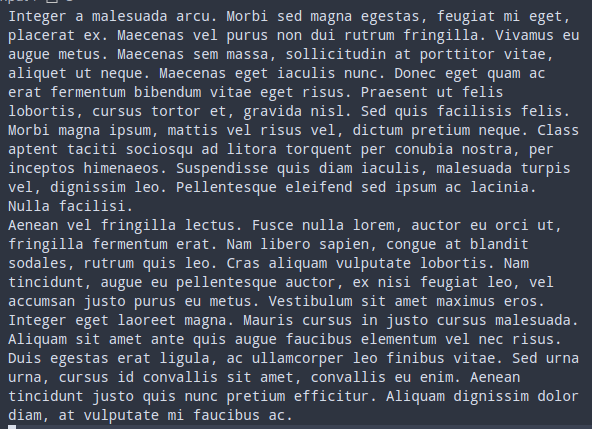 Integer a malesuada arcu. Morbi sed magna egestas, feugiat mi eget,
placerat ex. Maecenas vel purus non dui rutrum fringilla. Vivamus eu
augue metus. Maecenas sem massa, sollicitudin at porttitor vitae,
aliquet ut neque. Maecenas eget iaculis nunc. Donec eget quam ac
erat fermentum bibendum vitae eget risus. Praesent ut felis
lobortis, cursus tortor et, gravida nisl. Sed quis facilisis felis.
Morbi magna ipsum, mattis vel risus vel, dictum pretium neque. Class
aptent taciti sociosqu ad litora torquent per conubia nostra, per
inceptos himenaeos. Suspendisse quis diam iaculis, malesuada turpis
vel, dignissim leo. Pellentesque eleifend sed ipsum ac lacinia.
Nulla facilisi.
Aenean vel fringilla lectus. Fusce nulla lorem, auctor eu orci ut,
fringilla fermentum erat. Nam libero sapien, congue at blandit
sodales, rutrum quis leo. Cras aliquam vulputate lobortis. Nam
tincidunt, augue eu pellentesque auctor, ex nisi feugiat leo, vel
accumsan justo purus eu metus. Vestibulum sit amet maximus eros.
Integer eget laoreet magna. Mauris cursus in justo cursus malesuada.
Aliquam sit amet ante quis augue faucibus elementum vel nec risus.
Duis egestas erat ligula, ac ullamcorper leo finibus vitae. Sed urna
urna, cursus id convallis sit amet, convallis eu enim. Aenean
tincidunt justo quis nunc pretium efficitur. Aliquam dignissim dolor
diam, at vulputate mi faucibus ac.